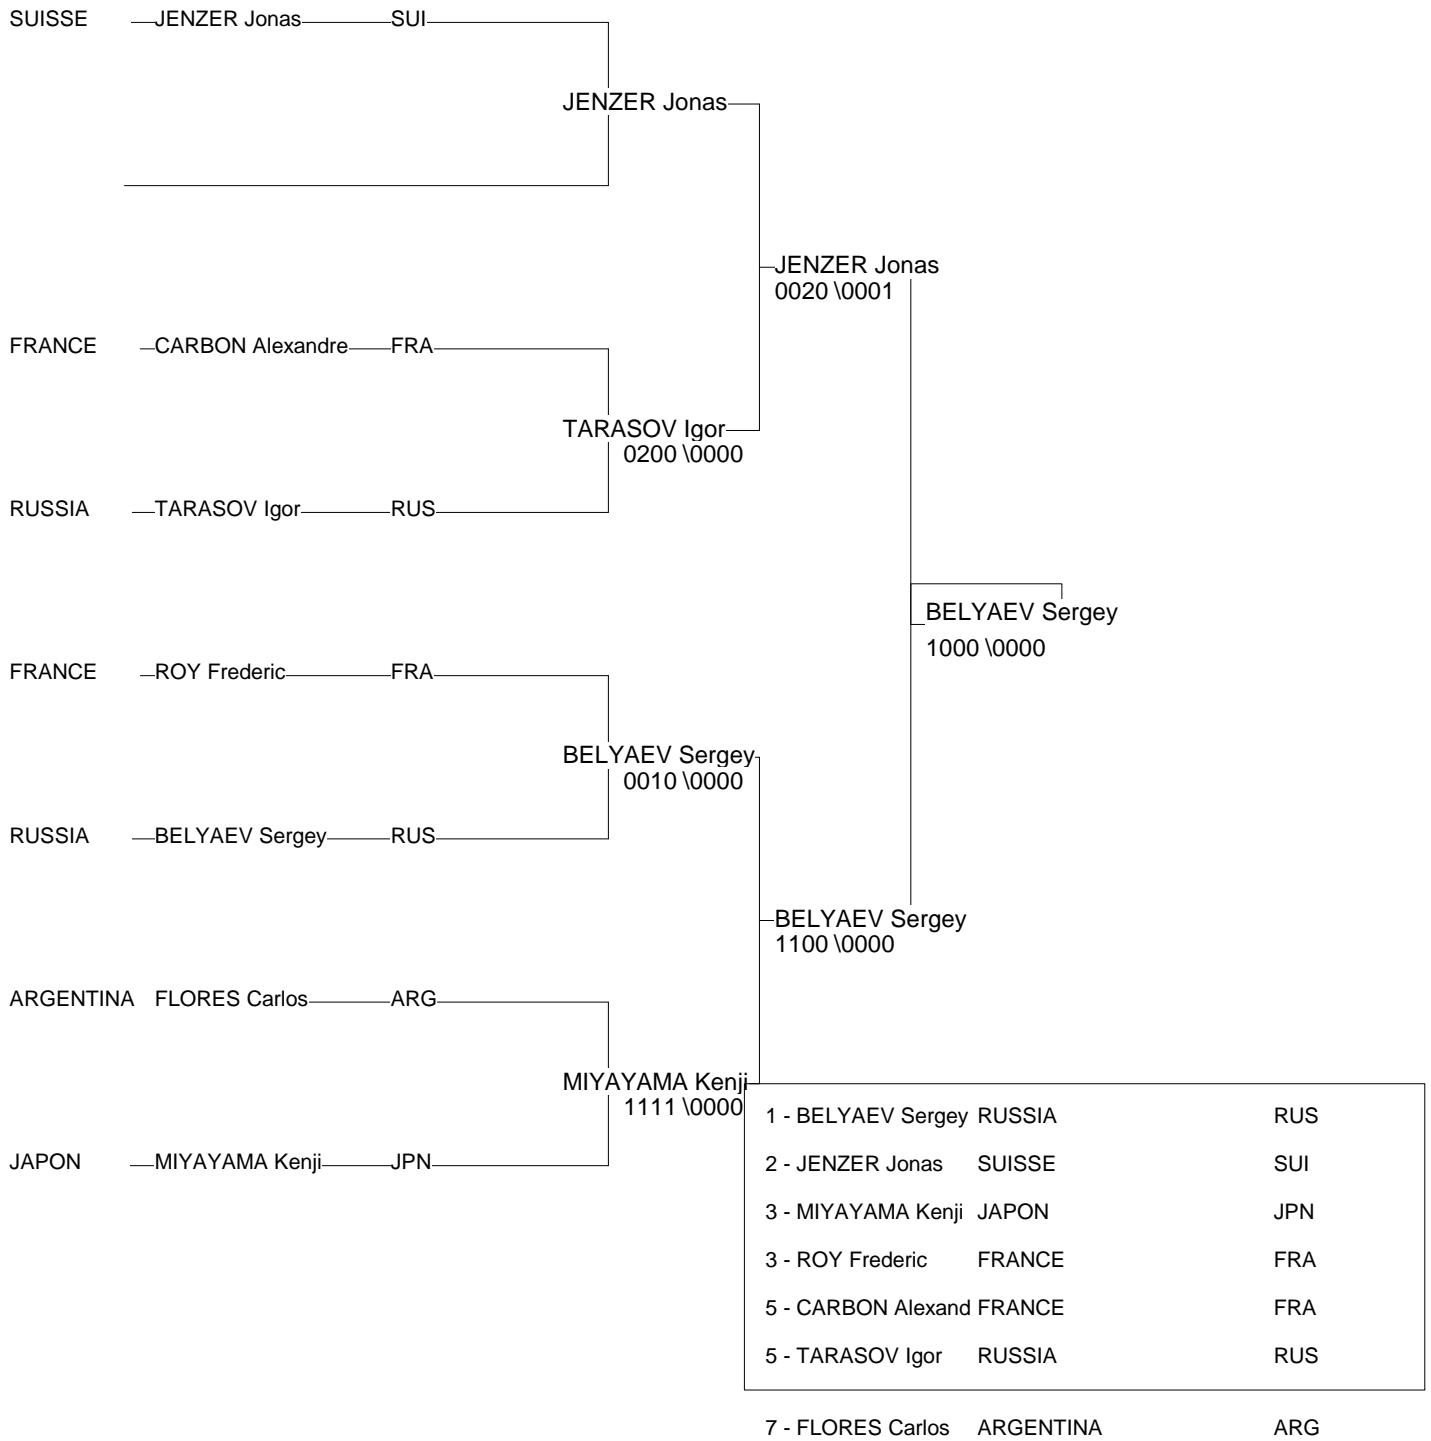 SUISSE JENZER Jonas SUI
JENZER Jonas
JENZER Jonas
0020 \0001
FRANCE CARBON Alexandre FRA
TARASOV Igor
0200 \0000
RUSSIA TARASOV Igor RUS
BELYAEV Sergey
1000 \0000
FRANCE ROY Frederic FRA
BELYAEV Sergey
0010 \0000
RUSSIA BELYAEV Sergey RUS
BELYAEV Sergey
1100 \0000
ARGENTINA FLORES Carlos ARG
MIYAYAMA Kenji
1111 \0000
JAPON MIYAYAMA Kenji JPN
1 - BELYAEV Sergey RUSSIA RUS
2 - JENZER Jonas SUISSE SUI
3 - MIYAYAMA Kenji JAPON JPN
3 - ROY Frederic FRANCE FRA
5 - CARBON Alexand FRANCE FRA
5 - TARASOV Igor RUSSIA RUS
7 - FLORES Carlos ARGENTINA ARG